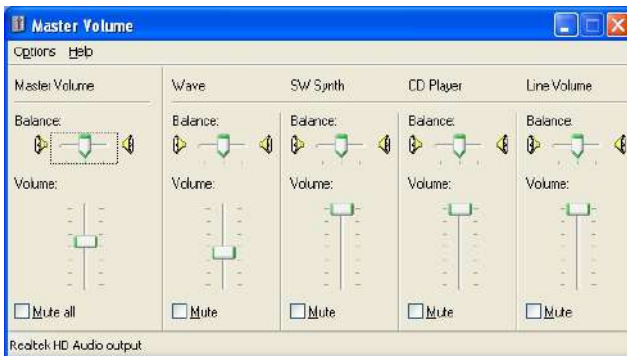 Master Volume
Options Help
Master Volume
Balance:
Volume:
Mute all
Wave
Balance:
Volume:
Mute
SW Synth
Balance:
Volume:
Mute
CD Player
Balance:
Volume:
Mute
Line Volume
Balance:
Volume:
Mute
Realtek HD Audio output